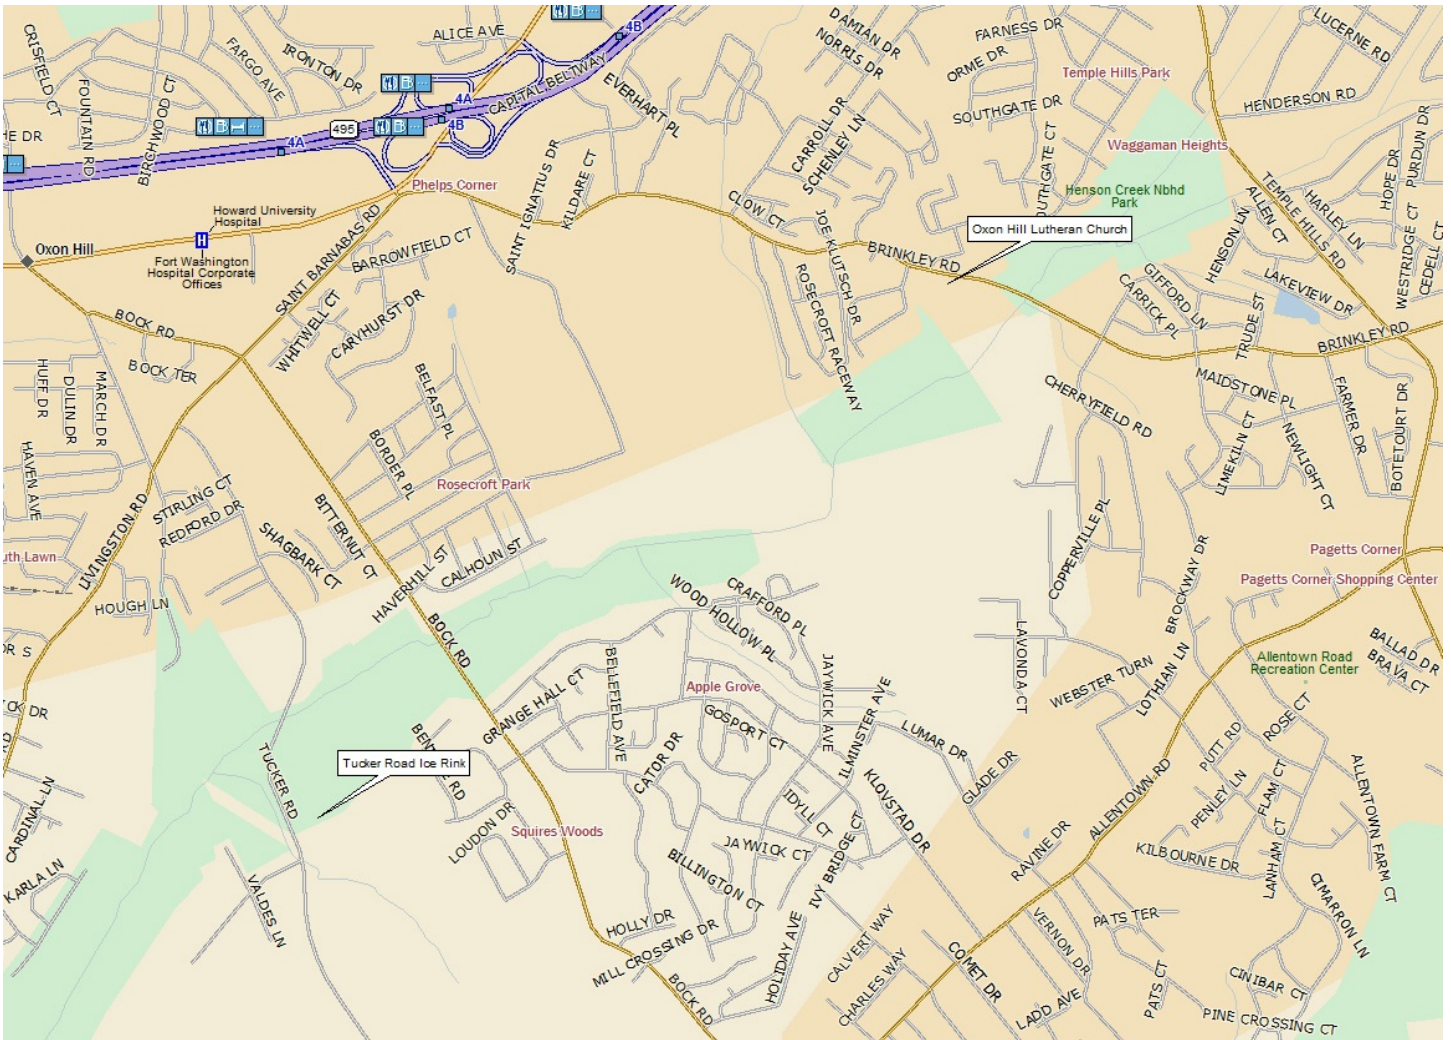 4B
ALICE AVE
DAMIAN DR
FARNESS DR
LUCERNE RD
CRISFIELD CT
FARGO AVE
IRONTON DR
NORRIS DR
ORME DR
Temple Hills Park
FOUNTAIN RD
BIRCHWOOD CT
CAPITAL BELTWAY
EVERHART PL
SOUTHGATE DR
HENDERSON RD
4A
4B
495
4A
HE DR
CARROLL DR
SCHENLEY LN
OUTHGATE CT
Waggaman Heights
HOPE DR
PURDUN DR
Phelps Corner
SAINT IGNATIUS DR
KILDARE CT
CLOW CT
Henson Creek Nbhd
Park
ALLEN CT
TEMPLE HILLS RD
HARLEY LN
Howard University
Hospital
H
Oxon Hill
Fort Washington
Hospital Corporate
Offices
SAINT BARNABAS RD
BARROWFIELD CT
JOE KLUTSCH DR
BRINKLEY RD
Oxon Hill Lutheran Church
HENSON LN
WESTRIDGE CT
CEDELL CT
ROSECROFT RACEWAY
GIFFORD LN
CARRICK PL
LAKEVIEW DR
BOCK RD
WHITWELL CT
CARYHURST DR
TRUDE ST
BRINKLEY RD
BOCK TER
HUFF DR
DULIN DR
MARCH DR
BELFAST PL
CHERRYFIELD RD
MAIDSTONE PL
FARMER DR
BOTETOURT DR
HAVEN AVE
BORDER PL
LIMEKILN CT
NEWLIGHT CT
Rosecroft Park
STIRLING CT
REDFORD DR
BITTERNUT CT
LIVINGSTON RD
SHAGBARK CT
COPPERVILLE PL
BROCKWAY DR
Pagetts Corner
uth Lawn
HAVERHILL ST
CALHOUN ST
Pagetts Corner Shopping Center
HOUGH LN
WOOD HOLLOW PL
CRAFFORD PL
BOCK RD
LAVONDA CT
BALLAD DR
BRAVA CT
OR S
BELLEFIELD AVE
JAYWICK AVE
LOTHIAN LN
Allentown Road
Recreation Center
GRANGE HALL CT
Apple Grove
WEBSTER TURN
CK DR
GOSPORT CT
ILMINSTER AVE
LUMAR DR
PUTT RD
ROSE CT
TUCKER RD
Tucker Road Ice Rink
CATOR DR
GLADE DR
ALLENTOWN RD
PENLEY LN
FLAM CT
ALLENTOWN FARM CT
CARDINAL LN
LOUDON DR
Squires Woods
IDYLL CT
KLOVSTAD DR
KARLA LN
JAYWICK CT
RAVINE DR
KILBOURNE DR
LANHAM CT
VALDES LN
BILLINGTON CT
IVY BRIDGE CT
CIMARRON LN
HOLLY DR
MILL CROSSING DR
HOLIDAY AVE
CALVERT WAY
VERNON DR
PATS TER
BOCK RD
CHARLES WAY
COMET DR
LADD AVE
PATS CT
CINIBAR CT
PINE CROSSING CT